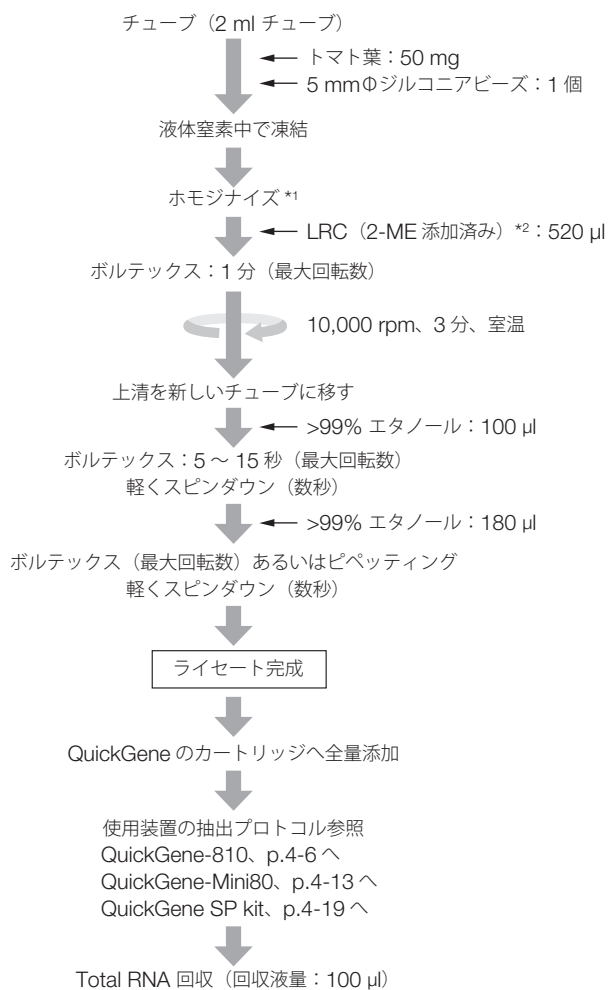 チューブ（2 ml チューブ）
トマト葉：50 mg
5 mmΦジルコニアビーズ：1 個
液体窒素中で凍結
ホモジナイズ *1
LRC（2-ME 添加済み）*2：520 µl
ボルテックス：1 分（最大回転数）
10,000 rpm、3 分、室温
上清を新しいチューブに移す
>99% エタノール：100 µl
ボルテックス：5 ～ 15 秒（最大回転数）
軽くスピンダウン（数秒）
>99% エタノール：180 µl
ボルテックス（最大回転数）あるいはピペッティング
軽くスピンダウン（数秒）
ライセート完成
QuickGene のカートリッジへ全量添加
使用装置の抽出プロトコル参照
QuickGene-810、p.4-6 へ
QuickGene-Mini80、p.4-13 へ
QuickGene SP kit、p.4-19 へ
Total RNA 回収（回収液量：100 µl）